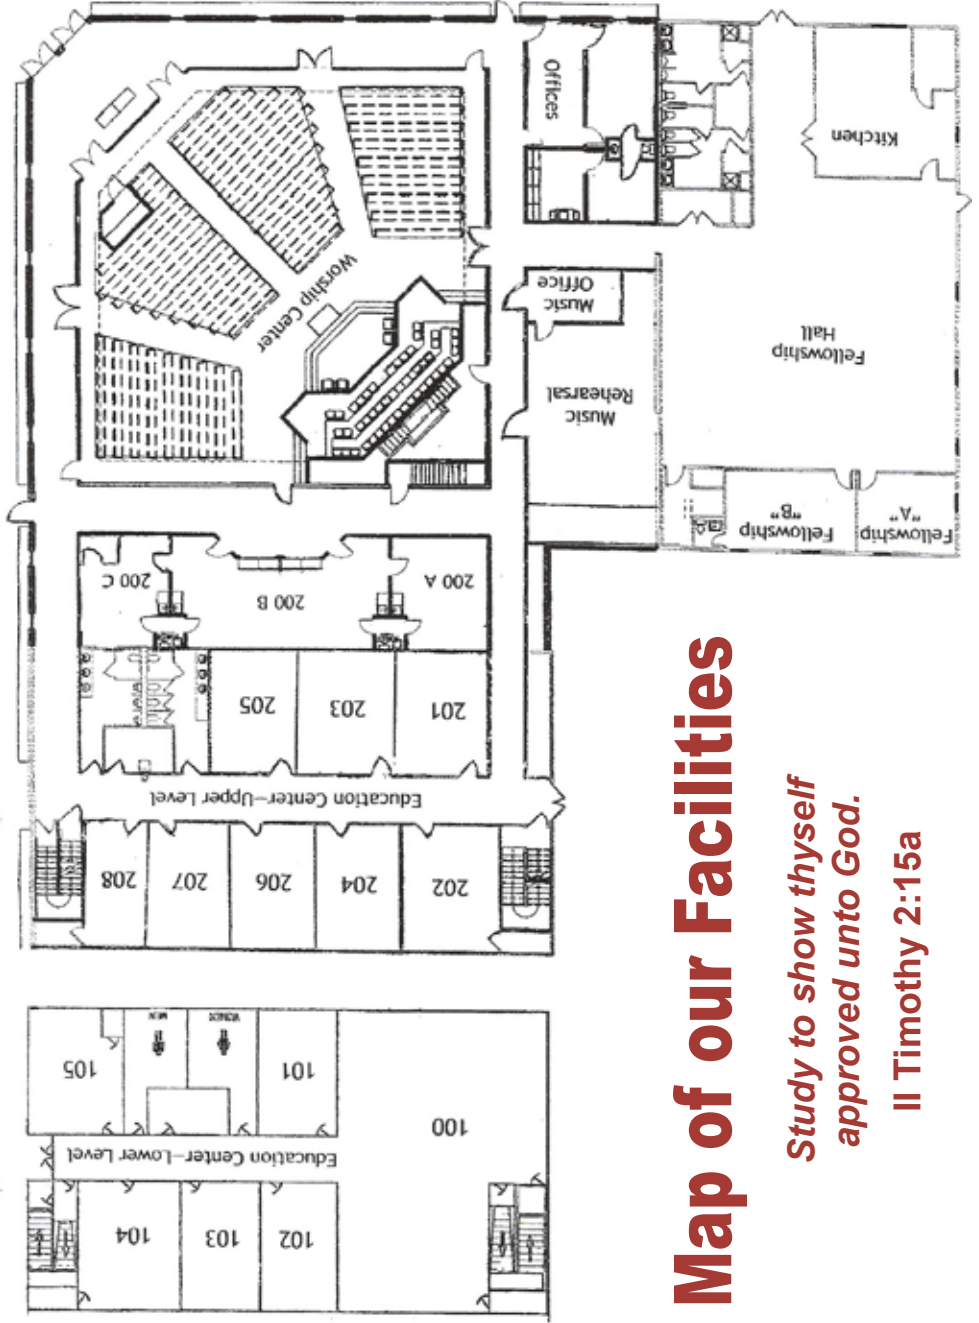 Map of our Facilities
Study to show thyself
approved unto God.
II Timothy 2:15a
Offices
Kitchen
Worship Center
Music
Office
Fellowship
Hall
Music
Rehearsal
Fellowship
"B"
Fellowship
"A"
200 C
200 B
200 A
205
203
201
Education Center–Upper Level
208
207
206
204
202
105
MEN
WOMEN
101
100
Education Center–Lower Level
104
103
102